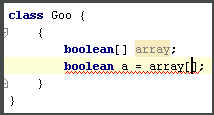 class Goo {
{
boolean[] array;
boolean a = array[];
}
}